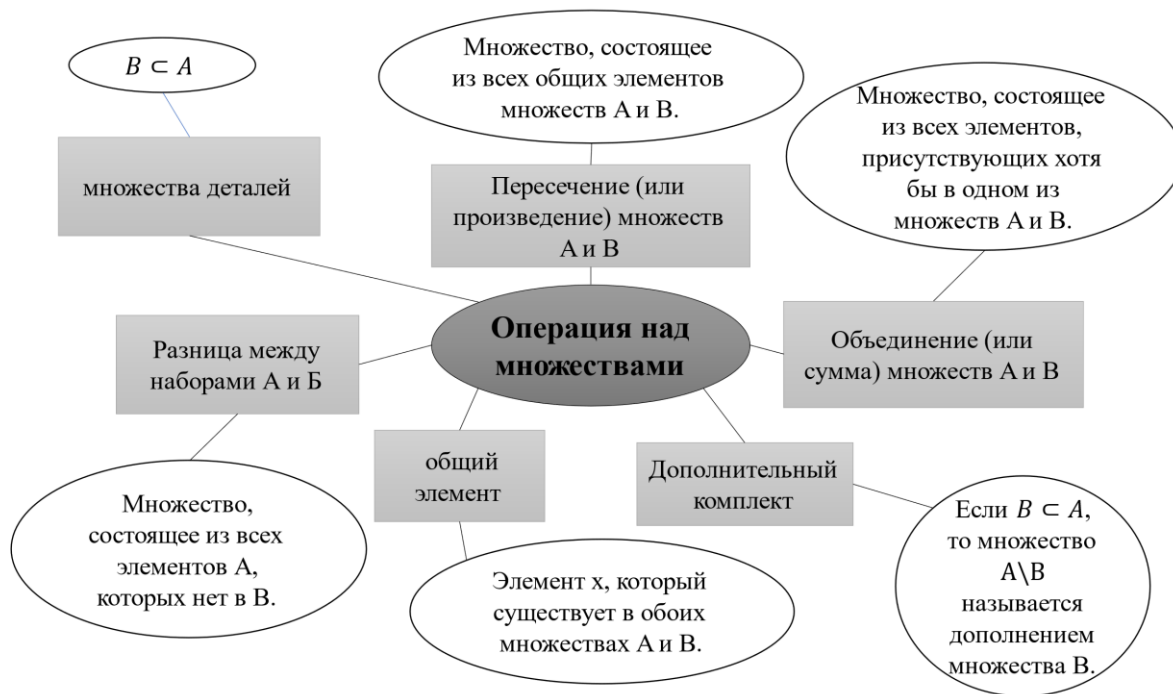 B ⊂ A
множества деталей
Множество, состоящее
из всех общих элементов
множеств А и В.
Пересечение (или
произведение) множеств
А и В
Множество, состоящее
из всех элементов,
присутствующих хотя
бы в одном из
множеств А и В.
Объединение (или
сумма) множеств А и В
Операция над
множествами
Разница между
наборами А и Б
Множество,
состоящее из всех
элементов А,
которых нет в В.
общий
элемент
Элемент х, который
существует в обоих
множествах А и В.
Дополнительный
комплект
Если B ⊂ A,
то множество
А\В
называется
дополнением
множества В.